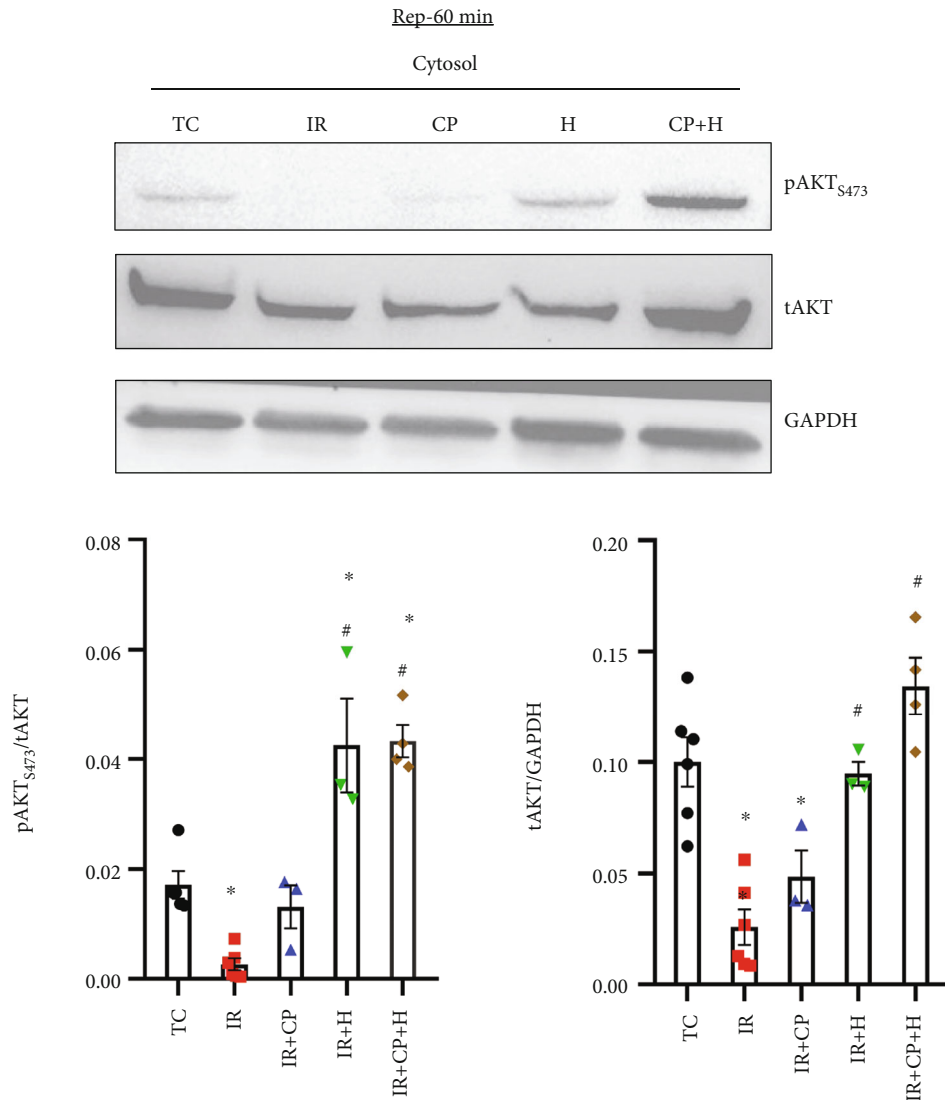 Rep-60 min
Cytosol
TC IR CP H CP+H
pAKTS473
tAKT
GAPDH
pAKTS473/tAKT
0.08
0.06
0.04
0.02
0.00
* # * # *
TC IR IR+CP IR+H IR+CP+H
tAKT/GAPDH
0.20
0.15
0.10
0.05
0.00
* * * # #
TC IR IR+CP IR+H IR+CP+H